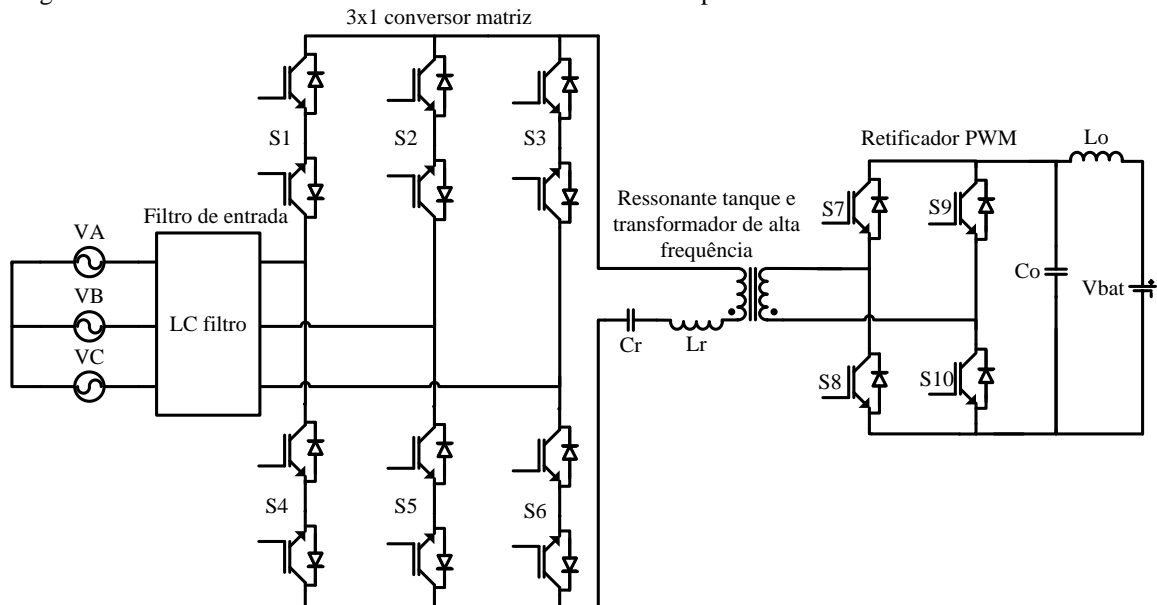 3x1 conversor matriz
S1
S2
S3
Retificador PWM
Lo
Ressonante tanque e
transformador de alta
frequência
S7
S9
Filtro de entrada
VA
VB
VC
LC filtro
Co
Vbat
Cr
Lr
S8
S10
S4
S5
S6